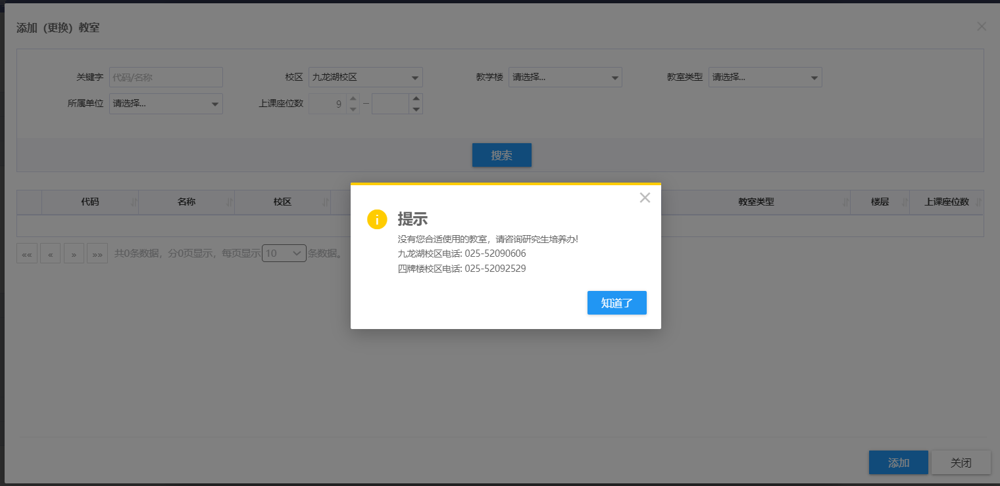 添加（更换）教室
关键字 代码/名称 校区 九龙湖校区 教学楼 请选择... 教室类型 请选择...
所属单位 请选择... 上课座位数 9 –
搜索
代码 名称 校区 教室类型 楼层 上课座位数
提示
没有您合适使用的教室，请咨询研究生培养办!
九龙湖校区电话: 025-52090606
四牌楼校区电话: 025-52092529
知道了
«« « » »» 共0条数据，分0页显示，每页显示 10 条数据。
添加 关闭